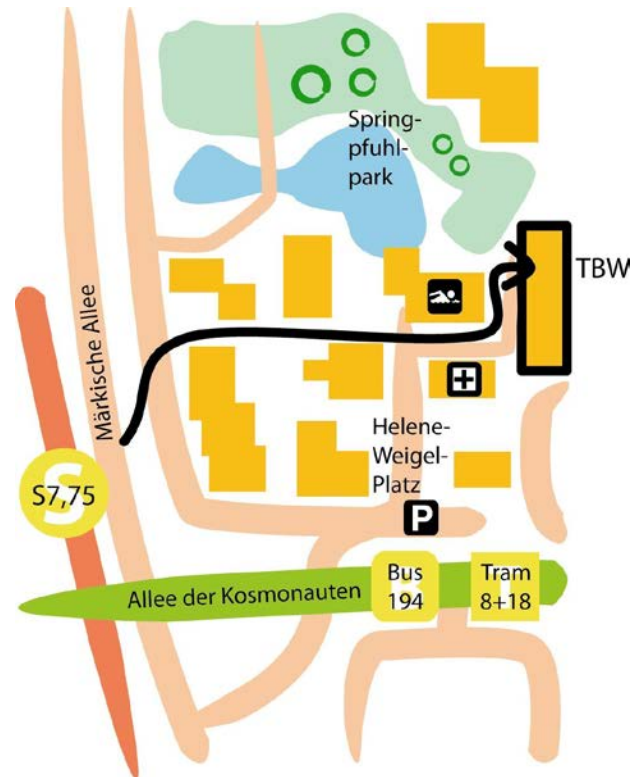 Spring-
pfuhl-
park
TBW
Märkische Allee
Helene-
Weigel-
Platz
S
S7,75
P
Allee der Kosmonauten
Bus
194
Tram
8+18